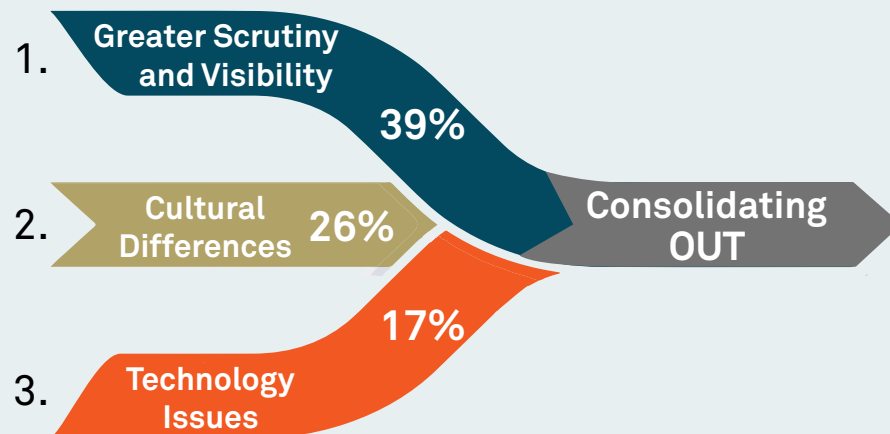 1.
Greater Scrutiny
and Visibility
39%
2.
Cultural
Differences
26%
Consolidating
OUT
17%
3.
Technology
Issues